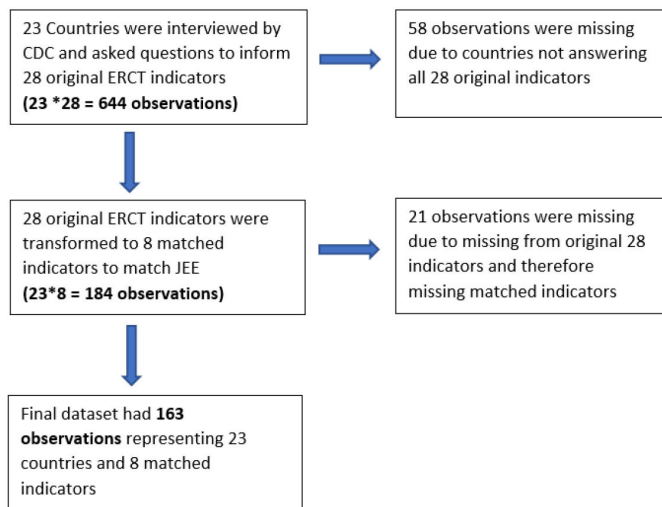 23 Countries were interviewed by
CDC and asked questions to inform
28 original ERCT indicators
(23 *28 = 644 observations)
58 observations were missing
due to countries not answering
all 28 original indicators
28 original ERCT indicators were
transformed to 8 matched
indicators to match JEE
(23*8 = 184 observations)
21 observations were missing
due to missing from original 28
indicators and therefore
missing matched indicators
Final dataset had 163
observations representing 23
countries and 8 matched
indicators